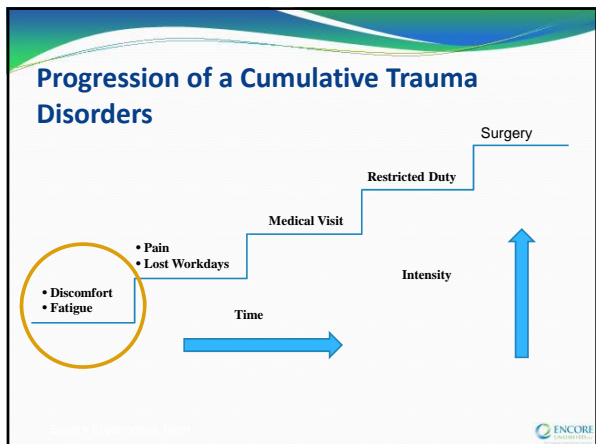 Progression of a Cumulative Trauma
Disorders
Surgery
Restricted Duty
Medical Visit
• Pain
• Lost Workdays
Intensity
• Discomfort
• Fatigue
Time
ENCORE